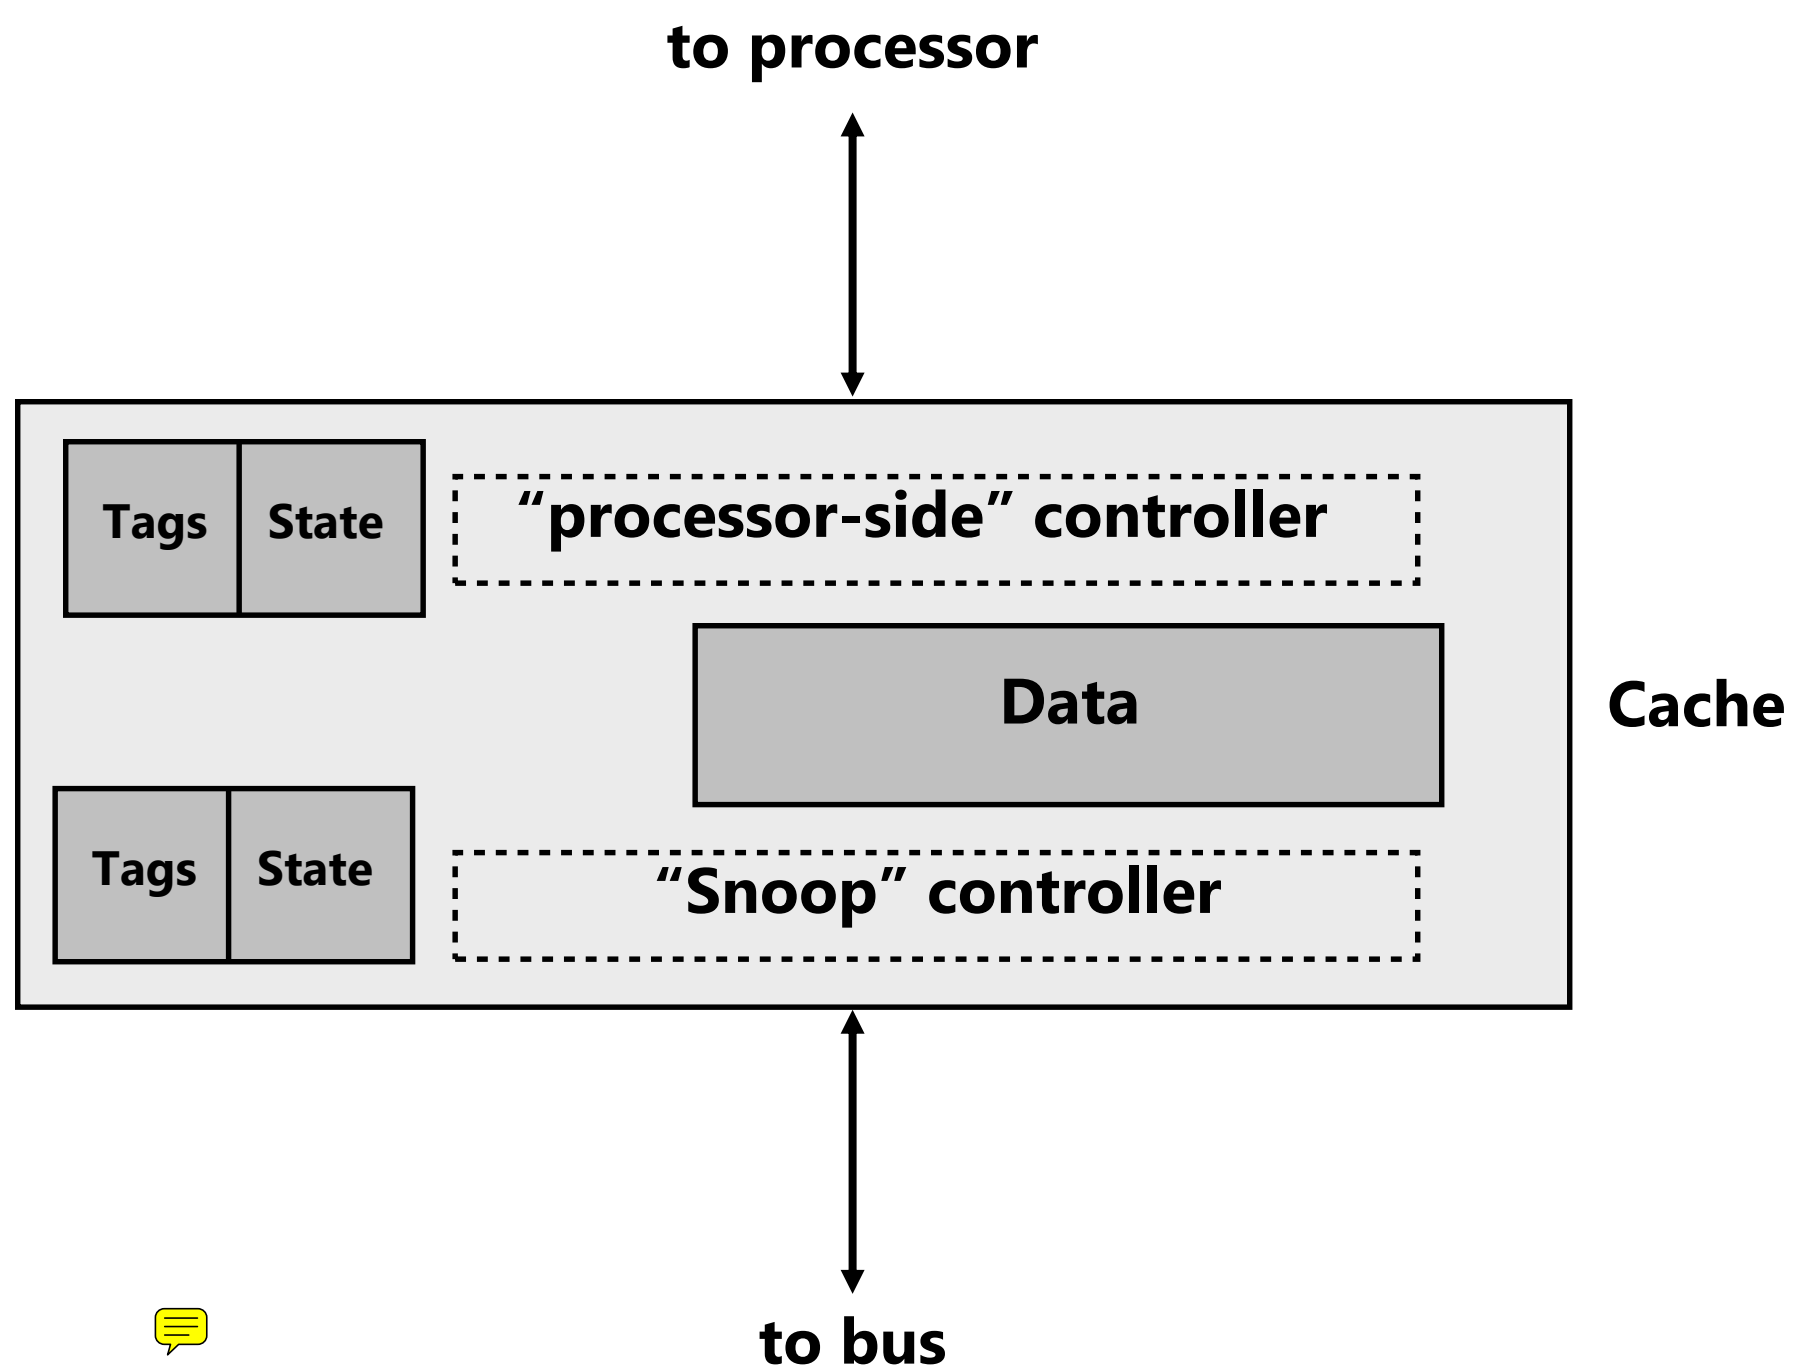 to processor
Tags State “processor-side” controller
Data
Cache
Tags State “Snoop” controller
to bus